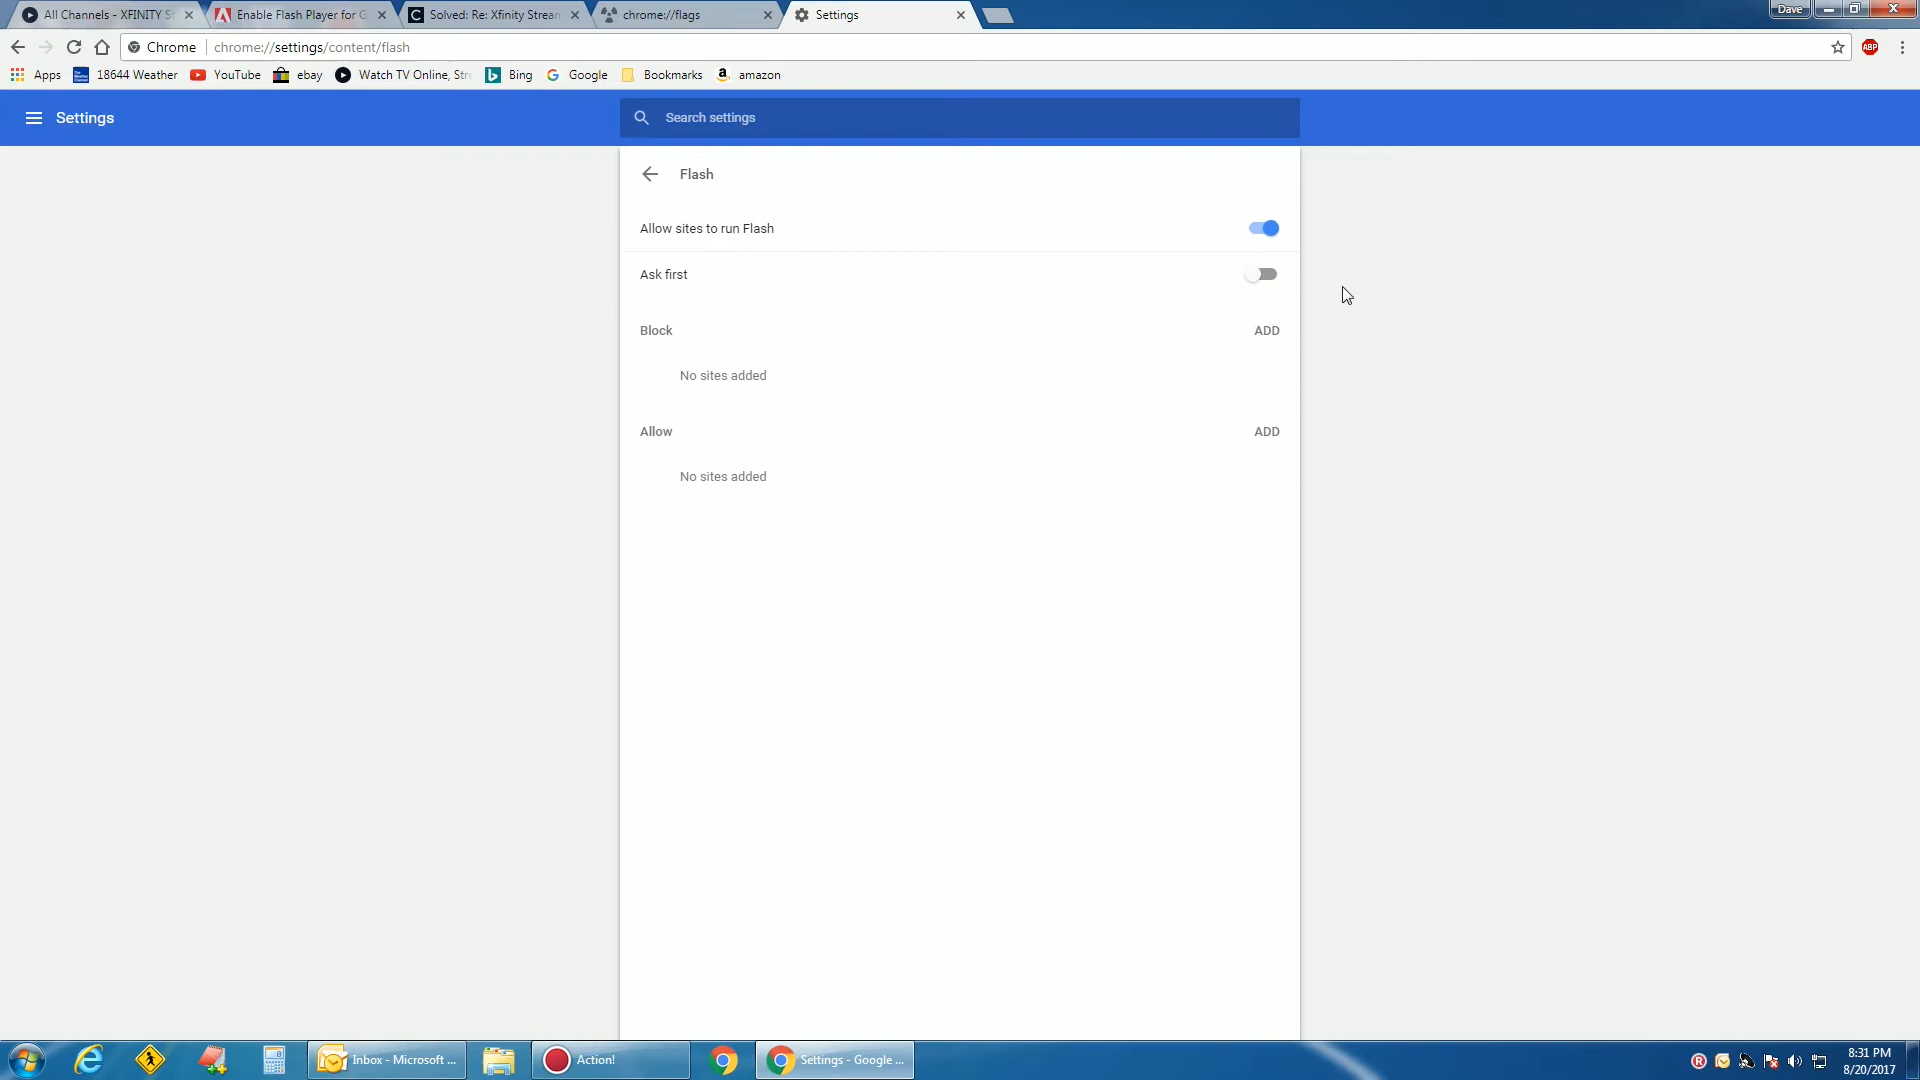 All Channels - XFINITY St
Enable Flash Player for G
Solved: Re: Xfinity Stream
chrome://flags
Settings
Dave
Chrome
chrome://settings/content/flash
ABP
Apps
18644 Weather
YouTube
ebay
Watch TV Online, Stre
Bing
Google
Bookmarks
amazon
Settings
Search settings
Flash
Allow sites to run Flash
Ask first
Block
ADD
No sites added
Allow
ADD
No sites added
Inbox - Microsoft ...
Action!
Settings - Google ...
8:31 PM
8/20/2017